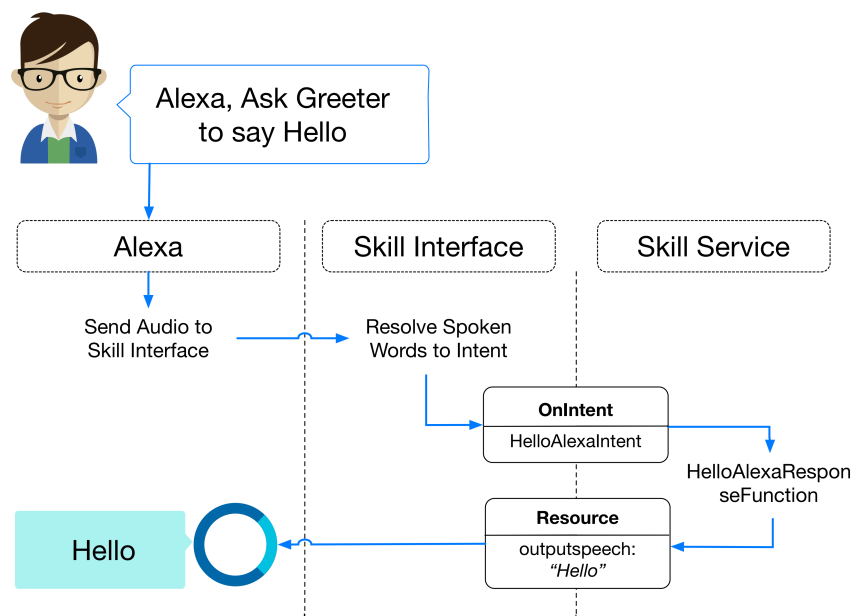 Alexa, Ask Greeter
to say Hello
Alexa
Skill Interface
Skill Service
Send Audio to
Skill Interface
Resolve Spoken
Words to Intent
OnIntent
HelloAlexaIntent
HelloAlexaRespon
seFunction
Resource
outputspeech:
“Hello”
Hello